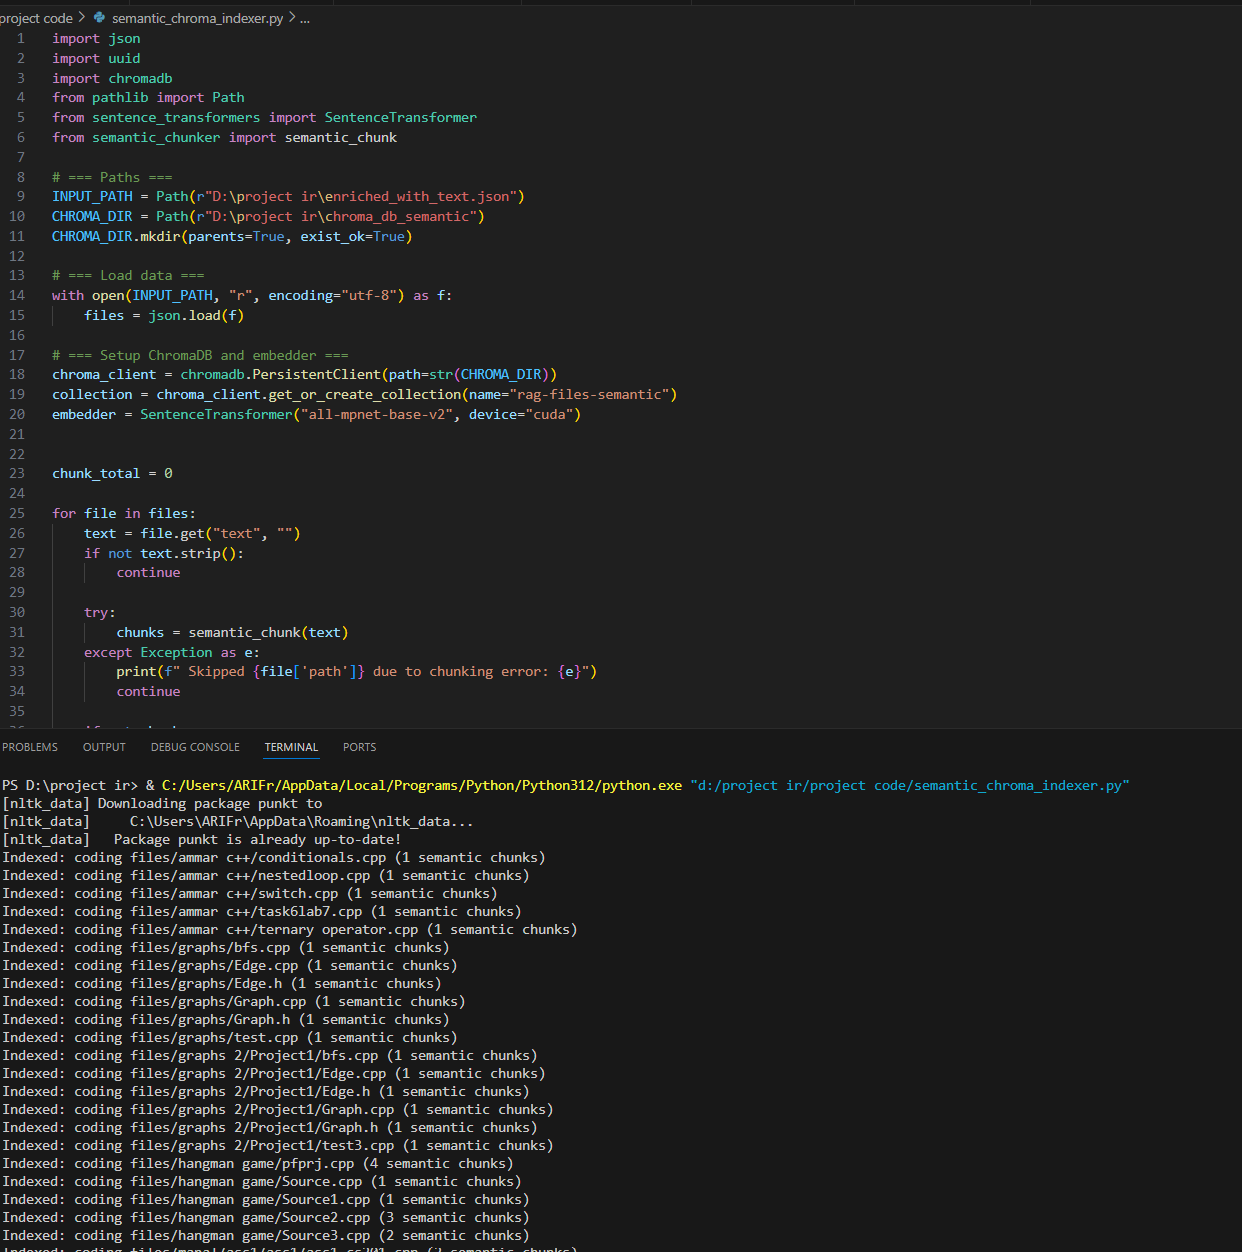 project code > semantic_chroma_indexer.py > ...
1 import json
2 import uuid
3 import chromadb
4 from pathlib import Path
5 from sentence_transformers import SentenceTransformer
6 from semantic_chunker import semantic_chunk
7
8 # === Paths ===
9 INPUT_PATH = Path(r"D:\project ir\enriched_with_text.json")
10 CHROMA_DIR = Path(r"D:\project ir\chroma_db_semantic")
11 CHROMA_DIR.mkdir(parents=True, exist_ok=True)
12
13 # === Load data ===
14 with open(INPUT_PATH, "r", encoding="utf-8") as f:
15     files = json.load(f)
16
17 # === Setup ChromaDB and embedder ===
18 chroma_client = chromadb.PersistentClient(path=str(CHROMA_DIR))
19 collection = chroma_client.get_or_create_collection(name="rag-files-semantic")
20 embedder = SentenceTransformer("all-mpnet-base-v2", device="cuda")
21
22
23 chunk_total = 0
24
25 for file in files:
26     text = file.get("text", "")
27     if not text.strip():
28         continue
29
30     try:
31         chunks = semantic_chunk(text)
32     except Exception as e:
33         print(f" Skipped {file['path']} due to chunking error: {e}")
34         continue
35
PROBLEMS OUTPUT DEBUG CONSOLE TERMINAL PORTS
PS D:\project ir> & C:/Users/ARIFr/AppData/Local/Programs/Python/Python312/python.exe "d:/project ir/project code/semantic_chroma_indexer.py"
[nltk_data] Downloading package punkt to
[nltk_data]     C:\Users\ARIFr\AppData\Roaming\nltk_data...
[nltk_data]   Package punkt is already up-to-date!
Indexed: coding files/ammar c++/conditionals.cpp (1 semantic chunks)
Indexed: coding files/ammar c++/nestedloop.cpp (1 semantic chunks)
Indexed: coding files/ammar c++/switch.cpp (1 semantic chunks)
Indexed: coding files/ammar c++/task6lab7.cpp (1 semantic chunks)
Indexed: coding files/ammar c++/ternary operator.cpp (1 semantic chunks)
Indexed: coding files/graphs/bfs.cpp (1 semantic chunks)
Indexed: coding files/graphs/Edge.cpp (1 semantic chunks)
Indexed: coding files/graphs/Edge.h (1 semantic chunks)
Indexed: coding files/graphs/Graph.cpp (1 semantic chunks)
Indexed: coding files/graphs/Graph.h (1 semantic chunks)
Indexed: coding files/graphs/test.cpp (1 semantic chunks)
Indexed: coding files/graphs 2/Project1/bfs.cpp (1 semantic chunks)
Indexed: coding files/graphs 2/Project1/Edge.cpp (1 semantic chunks)
Indexed: coding files/graphs 2/Project1/Edge.h (1 semantic chunks)
Indexed: coding files/graphs 2/Project1/Graph.cpp (1 semantic chunks)
Indexed: coding files/graphs 2/Project1/Graph.h (1 semantic chunks)
Indexed: coding files/graphs 2/Project1/test3.cpp (1 semantic chunks)
Indexed: coding files/hangman game/pfprj.cpp (4 semantic chunks)
Indexed: coding files/hangman game/Source.cpp (1 semantic chunks)
Indexed: coding files/hangman game/Source1.cpp (1 semantic chunks)
Indexed: coding files/hangman game/Source2.cpp (3 semantic chunks)
Indexed: coding files/hangman game/Source3.cpp (2 semantic chunks)